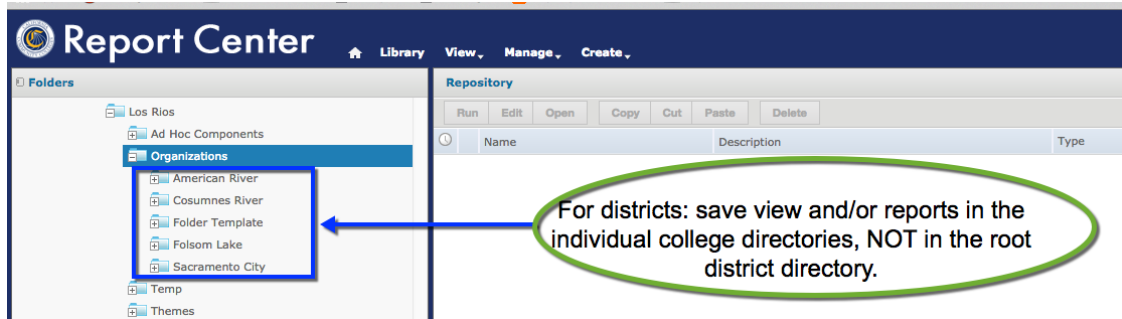 Report Center
Library View Manage Create
Folders
Repository
Los Rios
Ad Hoc Components
Organizations
American River
Cosumnes River
Folder Template
Folsom Lake
Sacramento City
Temp
Themes
Run Edit Open Copy Cut Paste Delete
Name Description Type
For districts: save view and/or reports in the
individual college directories, NOT in the root
district directory.